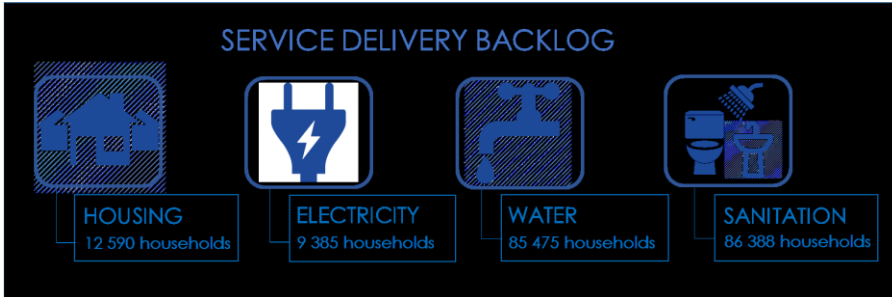 SERVICE DELIVERY BACKLOG
HOUSING
12 590 households
ELECTRICITY
9 385 households
WATER
85 475 households
SANITATION
86 388 households